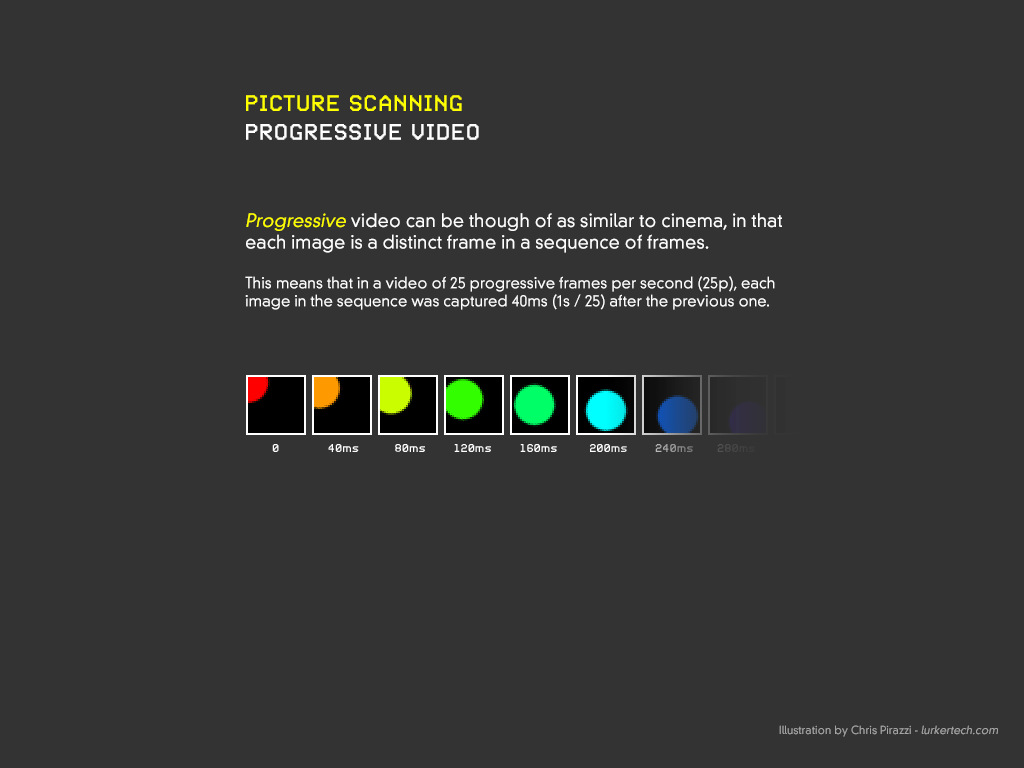 PICTURE SCANNING
PROGRESSIVE VIDEO
Progressive video can be though of as similar to cinema, in that
each image is a distinct frame in a sequence of frames.
This means that in a video of 25 progressive frames per second (25p), each
image in the sequence was captured 40ms (1s / 25) after the previous one.
0 40ms 80ms 120ms 160ms 200ms 240ms 280ms
Illustration by Chris Pirazzi - lurkertech.com